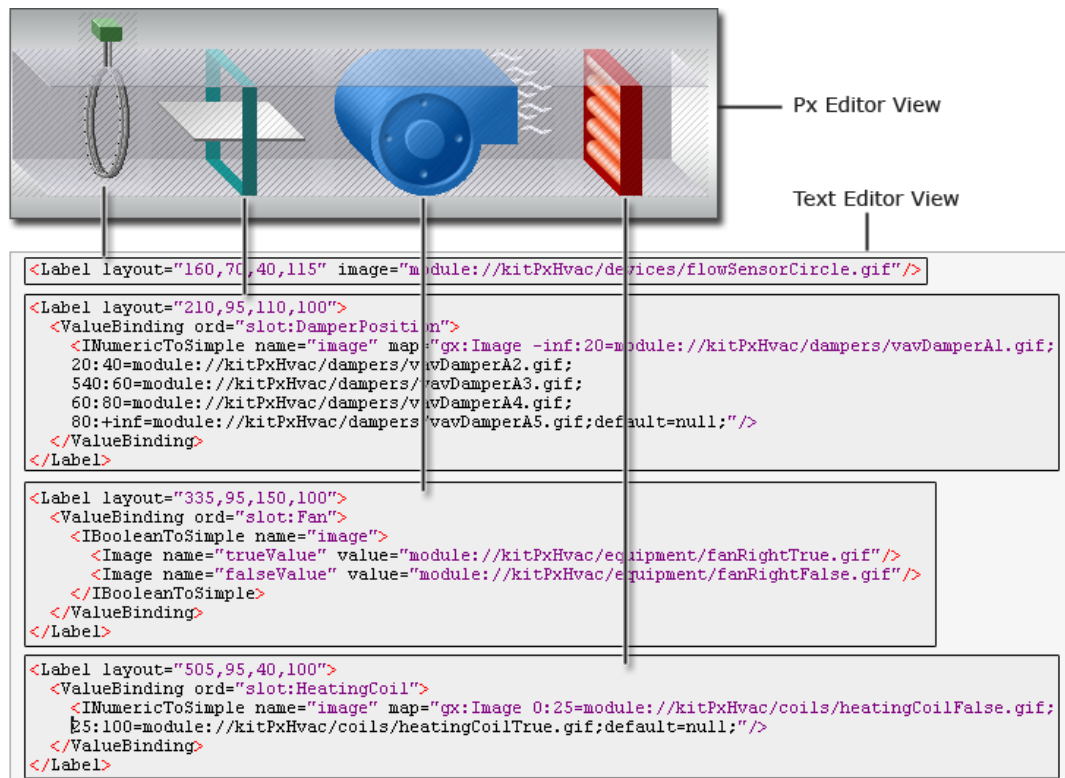 Px Editor View
Text Editor View
<Label layout="160,70,40,115" image="module://kitPxHvac/devices/flowSensorCircle.gif"/>
<Label layout="210,95,110,100">
<ValueBinding ord="slot:DamperPosition">
<INumericToSimple name="image" map="gx:Image -inf:20=module://kitPxHvac/dampers/vavDamperA1.gif;
20:40=module://kitPxHvac/dampers/vavDamperA2.gif;
540:60=module://kitPxHvac/dampers/vavDamperA3.gif;
60:80=module://kitPxHvac/dampers/vavDamperA4.gif;
80:+inf=module://kitPxHvac/dampers/vavDamperA5.gif;default=null;"/>
</ValueBinding>
</Label>
<Label layout="335,95,150,100">
<ValueBinding ord="slot:Fan">
<IBooleanToSimple name="image">
<Image name="trueValue" value="module://kitPxHvac/equipment/fanRightTrue.gif"/>
<Image name="falseValue" value="module://kitPxHvac/equipment/fanRightFalse.gif"/>
</IBooleanToSimple>
</ValueBinding>
</Label>
<Label layout="505,95,40,100">
<ValueBinding ord="slot:HeatingCoil">
<INumericToSimple name="image" map="gx:Image 0:25=module://kitPxHvac/coils/heatingCoilFalse.gif;
25:100=module://kitPxHvac/coils/heatingCoilTrue.gif;default=null;"/>
</ValueBinding>
</Label>